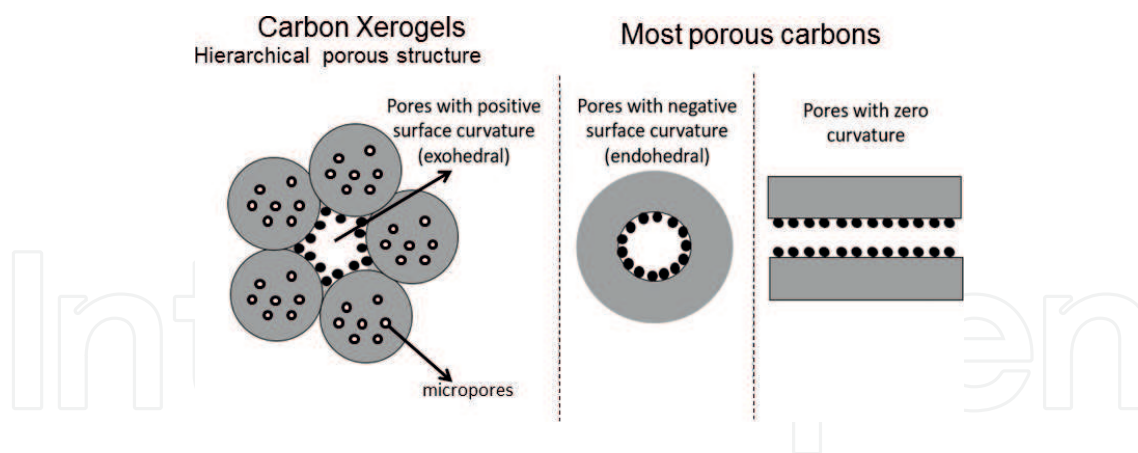 Carbon Xerogels
Hierarchical porous structure
Pores with positive
surface curvature
(exohedral)
micropores
Most porous carbons
Pores with negative
surface curvature
(endohedral)
Pores with zero
curvature